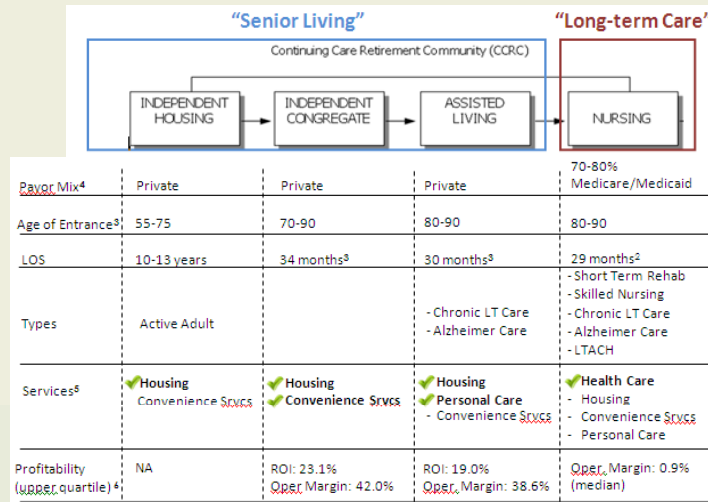 “Senior Living”
“Long-term Care”
Continuing Care Retirement Community (CCRC)
INDEPENDENT
HOUSING
INDEPENDENT
CONGREGATE
ASSISTED
LIVING
NURSING
Payor Mix⁴
Private
Private
Private
70-80%
Medicare/Medicaid
Age of Entrance³
55-75
70-90
80-90
80-90
LOS
10-13 years
34 months³
30 months³
29 months²
Types
Active Adult
- Chronic LT Care
- Alzheimer Care
- Short Term Rehab
- Skilled Nursing
- Chronic LT Care
- Alzheimer Care
- LTACH
Services⁵
Housing
Convenience Srvcs
Housing
Convenience Srvcs
Housing
Personal Care
- Convenience Srvcs
Health Care
- Housing
- Convenience Srvcs
- Personal Care
Profitability
(upper quartile) ⁶
NA
ROI: 23.1%
Oper Margin: 42.0%
ROI: 19.0%
Oper. Margin: 38.6%
Oper. Margin: 0.9%
(median)